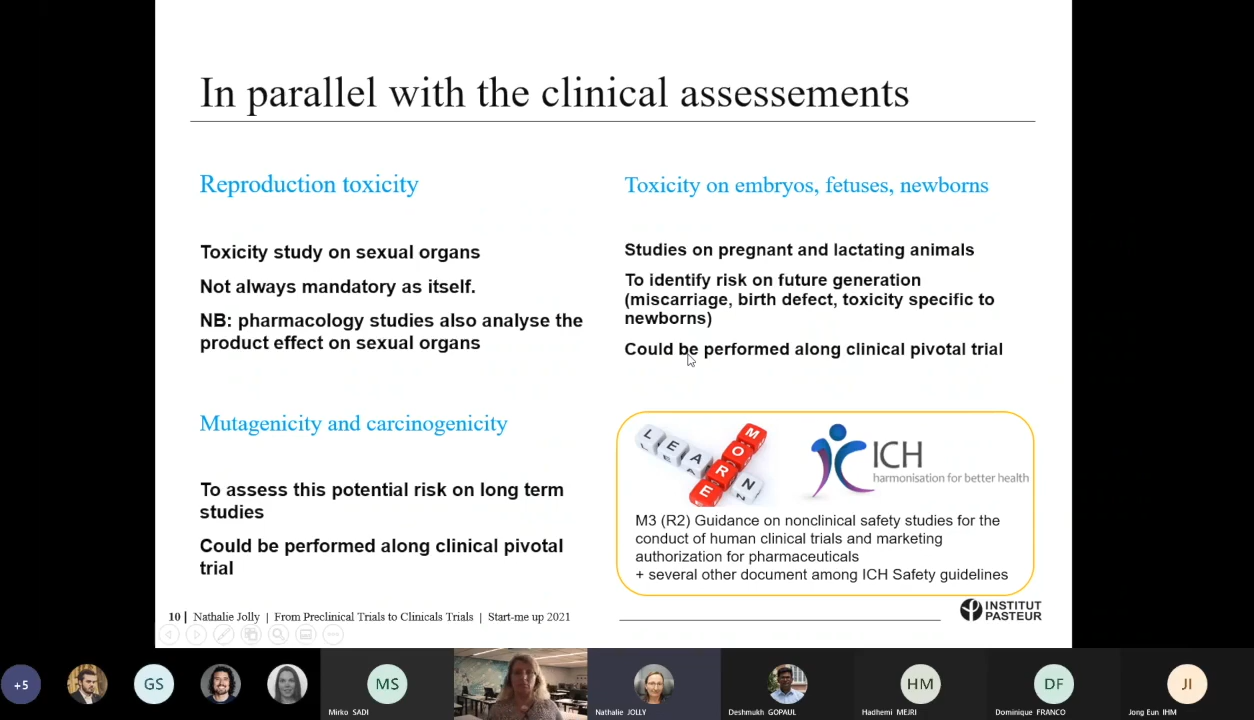 In parallel with the clinical assessements
Reproduction toxicity
Toxicity study on sexual organs
Not always mandatory as itself.
NB: pharmacology studies also analyse the
product effect on sexual organs
Toxicity on embryos, fetuses, newborns
Studies on pregnant and lactating animals
To identify risk on future generation
(miscarriage, birth defect, toxicity specific to
newborns)
Could be performed along clinical pivotal trial
Mutagenicity and carcinogenicity
To assess this potential risk on long term
studies
Could be performed along clinical pivotal
trial
LEARN
MORE
ICH
harmonisation for better health
M3 (R2) Guidance on nonclinical safety studies for the
conduct of human clinical trials and marketing
authorization for pharmaceuticals
+ several other document among ICH Safety guidelines
10 | Nathalie Jolly | From Preclinical Trials to Clinicals Trials | Start-me up 2021
INSTITUT
PASTEUR
+5
GS
MS
HM
DF
JI
Mirko SADI
Nathalie JOLLY
Deshmukh GOPAUL
Hadhemi MEJRI
Dominique FRANCO
Jong Eun IHM